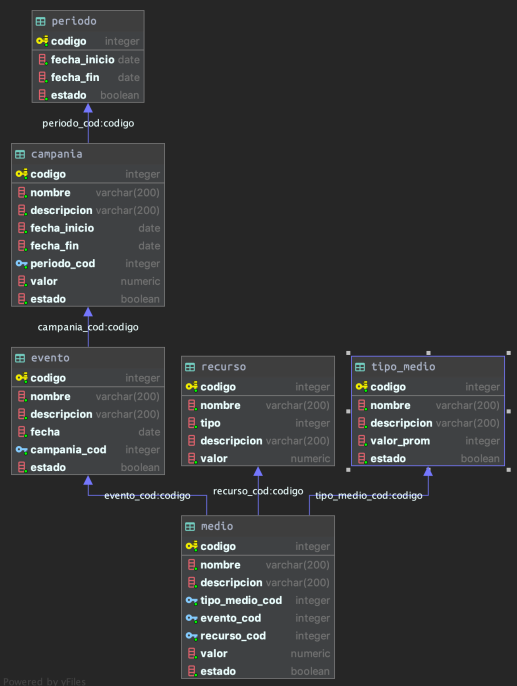 periodo
codigo integer
fecha_inicio date
fecha_fin date
estado boolean
periodo_cod:codigo
campania
codigo integer
nombre varchar(200)
descripcion varchar(200)
fecha_inicio date
fecha_fin date
periodo_cod integer
valor numeric
estado boolean
campania_cod:codigo
evento
codigo integer
nombre varchar(200)
descripcion varchar(200)
fecha date
campania_cod integer
estado boolean
recurso
codigo integer
nombre varchar(200)
tipo integer
descripcion varchar(200)
valor numeric
tipo_medio
codigo integer
nombre varchar(200)
descripcion varchar(200)
valor_prom integer
estado boolean
evento_cod:codigo
recurso_cod:codigo
tipo_medio_cod:codigo
medio
codigo integer
nombre varchar(200)
descripcion varchar(200)
tipo_medio_cod integer
evento_cod integer
recurso_cod integer
valor numeric
estado boolean
Powered by yFiles